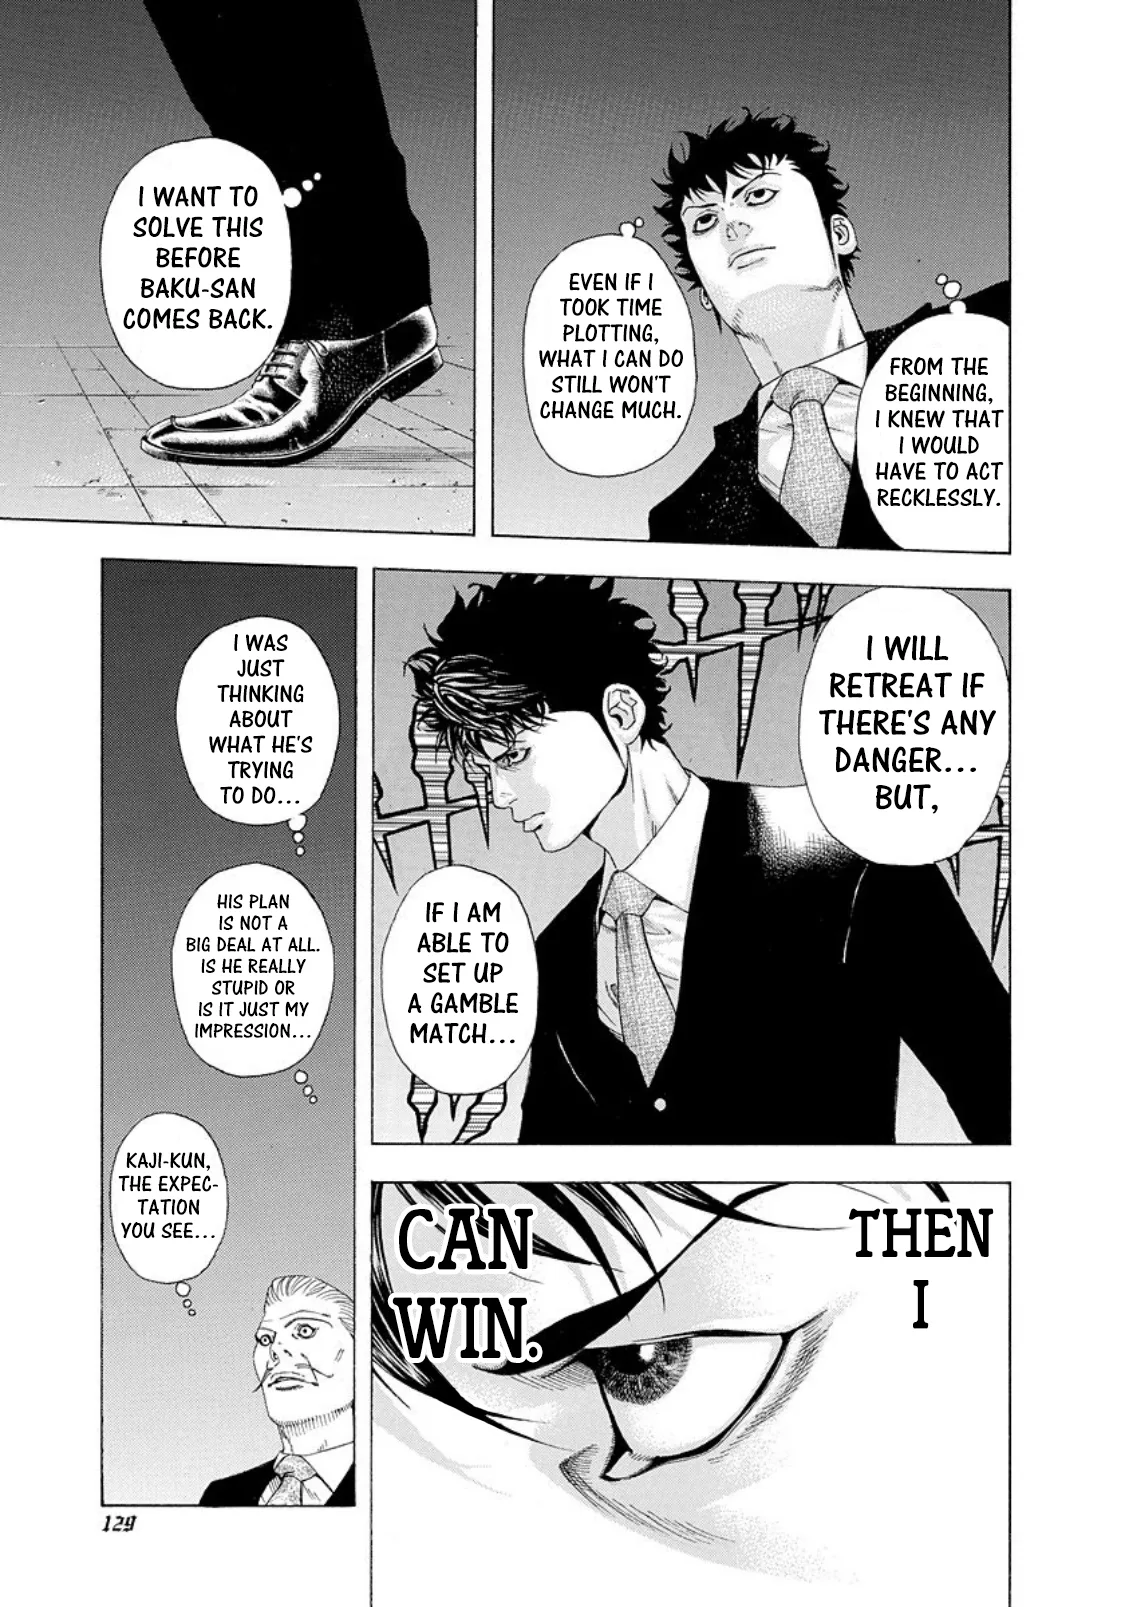 FROM THE
BEGINNING,
I KNEW THAT
I WOULD
HAVE TO ACT
RECKLESSLY.
EVEN IF I
TOOK TIME
PLOTTING,
WHAT I CAN DO
STILL WON'T
CHANGE MUCH.
I WANT TO
SOLVE THIS
BEFORE
BAKU-SAN
COMES BACK.
I WILL
RETREAT IF
THERE'S ANY
DANGER...
BUT,
IF I AM
ABLE TO
SET UP
A GAMBLE
MATCH...
THEN
I
CAN
WIN.
I WAS
JUST
THINKING
ABOUT
WHAT HE'S
TRYING
TO DO...
HIS PLAN
IS NOT A
BIG DEAL AT ALL.
IS HE REALLY
STUPID OR
IS IT JUST MY
IMPRESSION...
KAJI-KUN,
THE EXPEC-
TATION
YOU SEE...
129